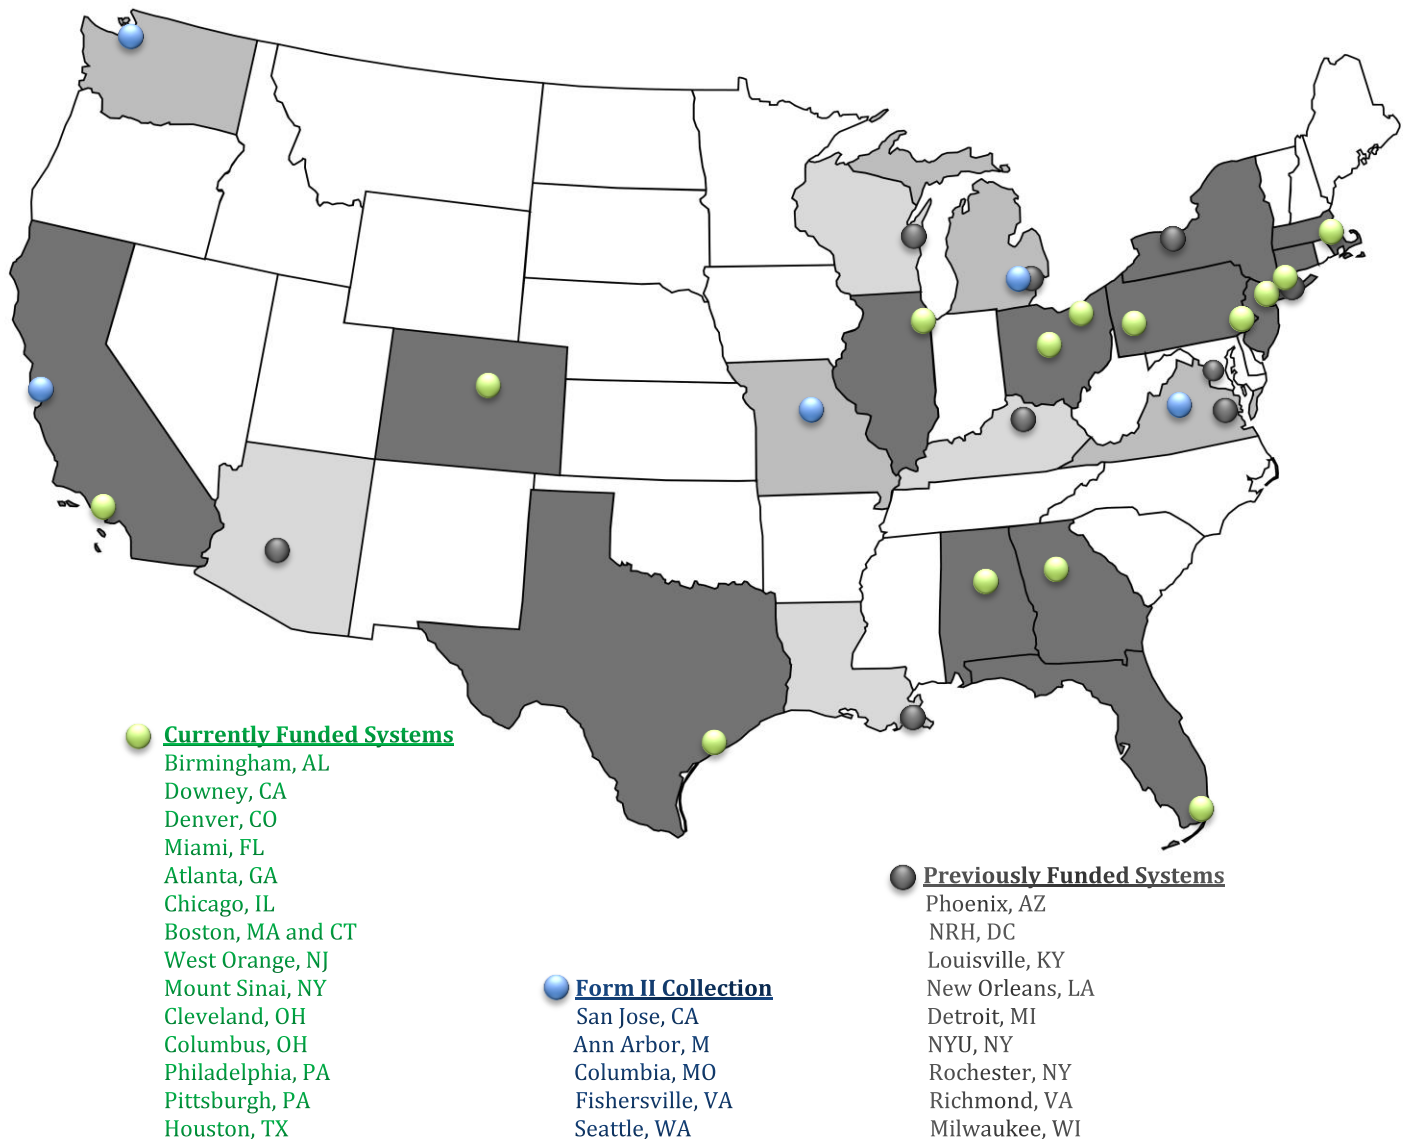 Currently Funded Systems
Birmingham, AL
Downey, CA
Denver, CO
Miami, FL
Atlanta, GA
Chicago, IL
Boston, MA and CT
West Orange, NJ
Mount Sinai, NY
Cleveland, OH
Columbus, OH
Philadelphia, PA
Pittsburgh, PA
Houston, TX
Form II Collection
San Jose, CA
Ann Arbor, M
Columbia, MO
Fishersville, VA
Seattle, WA
Previously Funded Systems
Phoenix, AZ
NRH, DC
Louisville, KY
New Orleans, LA
Detroit, MI
NYU, NY
Rochester, NY
Richmond, VA
Milwaukee, WI